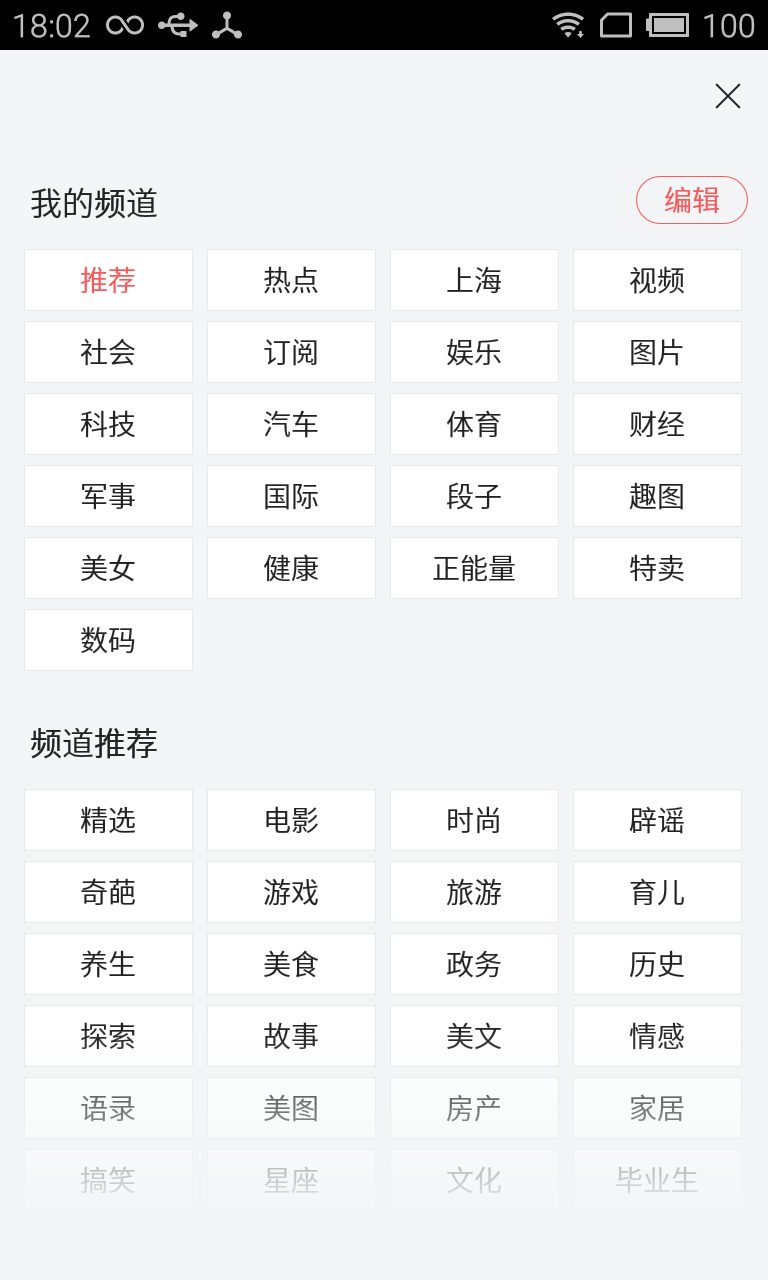 18:02 100
我的频道 编辑
推荐 热点 上海 视频
社会 订阅 娱乐 图片
科技 汽车 体育 财经
军事 国际 段子 趣图
美女 健康 正能量 特卖
数码
频道推荐
精选 电影 时尚 辟谣
奇葩 游戏 旅游 育儿
养生 美食 政务 历史
探索 故事 美文 情感
语录 美图 房产 家居
搞笑 星座 文化 毕业生